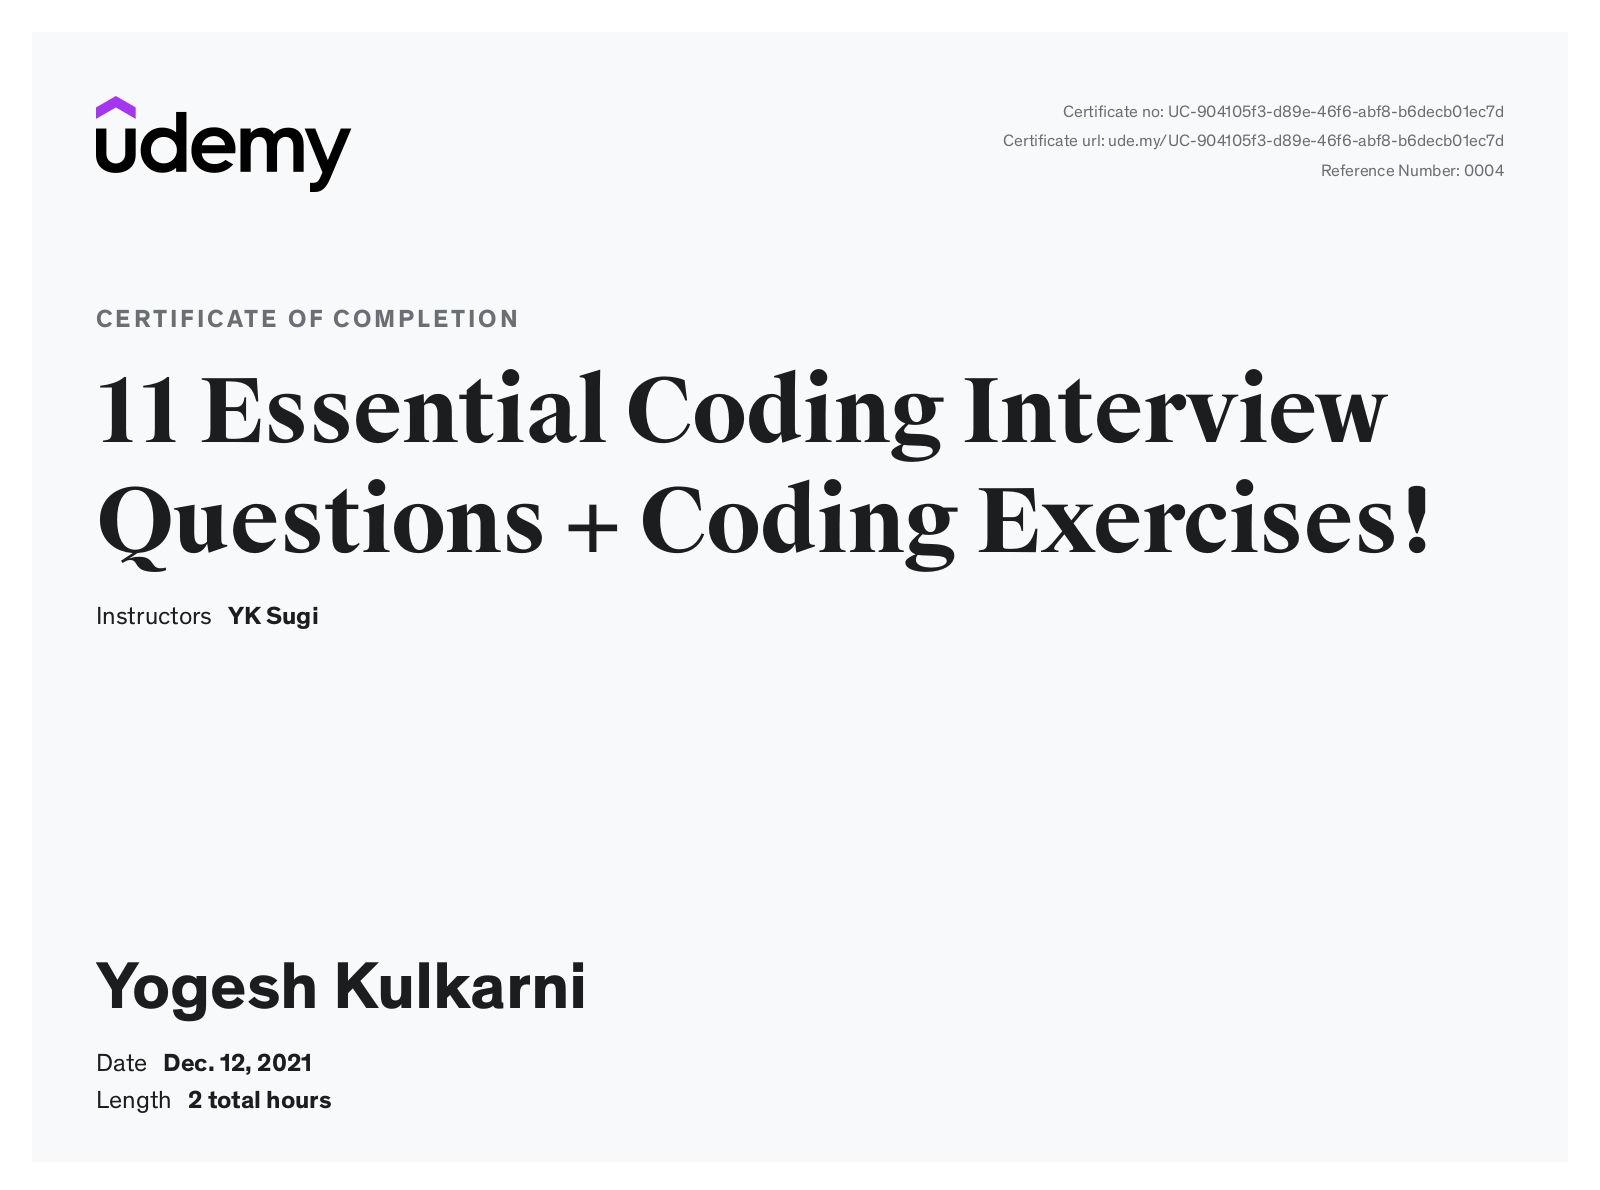 udemy
Certificate no: UC-904105f3-d89e-46f6-abf8-b6decb01ec7d
Certificate url: ude.my/UC-904105f3-d89e-46f6-abf8-b6decb01ec7d
Reference Number: 0004
CERTIFICATE OF COMPLETION
11 Essential Coding Interview
Questions + Coding Exercises!
Instructors YK Sugi
Yogesh Kulkarni
Date Dec. 12, 2021
Length 2 total hours